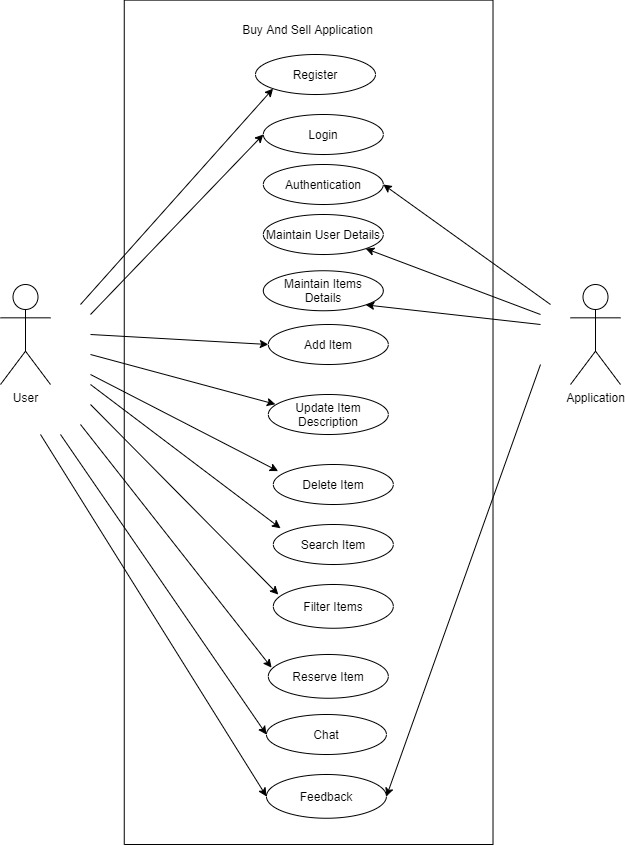 Buy And Sell Application
Register
Login
Authentication
Maintain User Details
Maintain Items
Details
Add Item
User
Application
Update Item
Description
Delete Item
Search Item
Filter Items
Reserve Item
Chat
Feedback